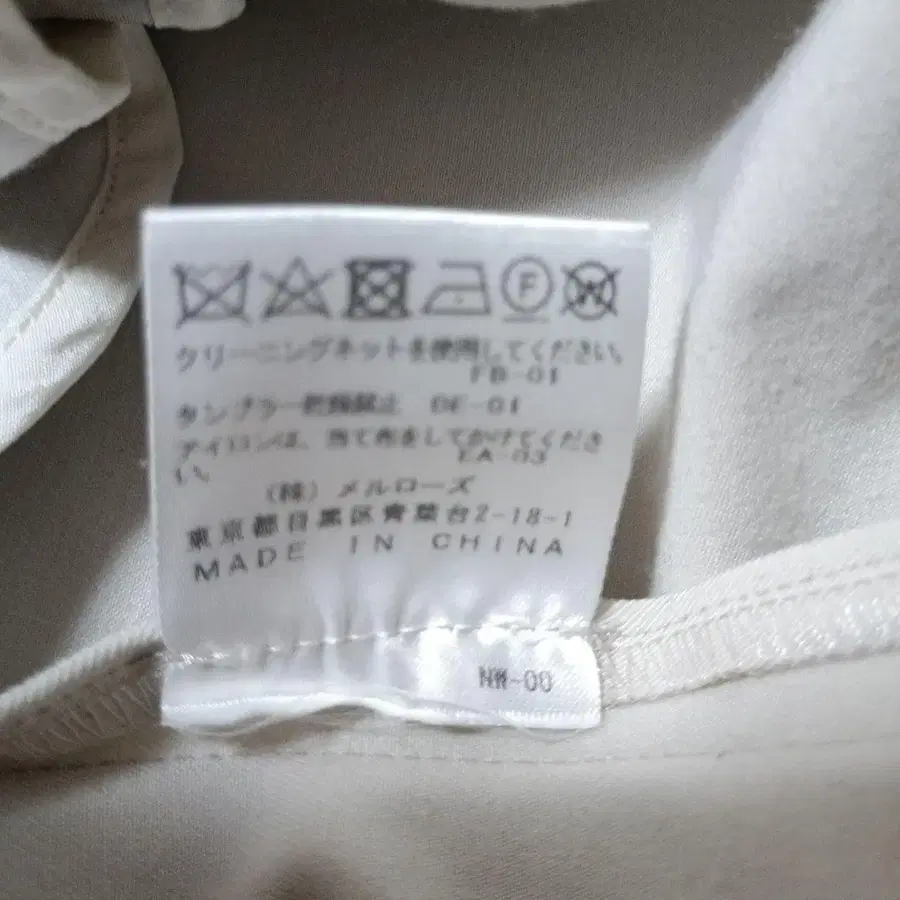 F W
クリーニングネットを使用してください。
FB-01
タンブラー乾燥禁止 DE-01
アイロンは、当て布をしてかけてくださ
EA-03
い。
(株) メルローズ
東京都目黒区青葉台2-18-1
MADE IN CHINA
NW-00